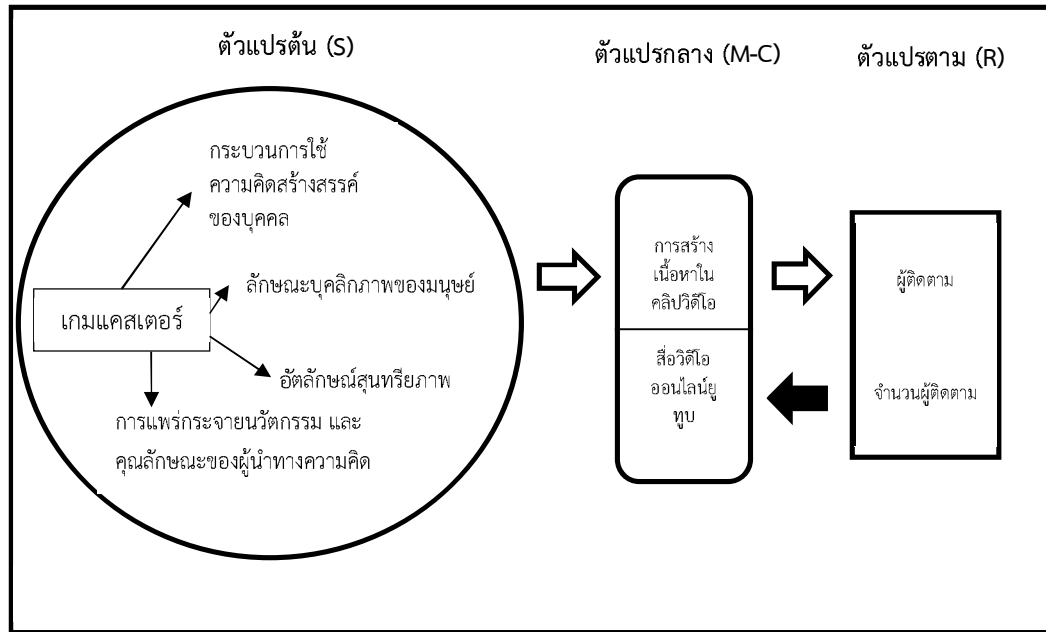 ตัวแปรต้น (S)
ตัวแปรกลาง (M-C)
ตัวแปรตาม (R)
กระบวนการใช้
ความคิดสร้างสรรค์
ของบุคคล
ลักษณะบุคลิกภาพของมนุษย์
เกมแคสเตอร์
อัตลักษณ์สุนทรียภาพ
การแพร่กระจายนวัตกรรม และ
คุณลักษณะของผู้นำทางความคิด
การสร้าง
เนื้อหาใน
คลิปวิดีโอ
สื่อวิดีโอ
ออนไลน์ยู
ทูบ
ผู้ติดตาม
จำนวนผู้ติดตาม